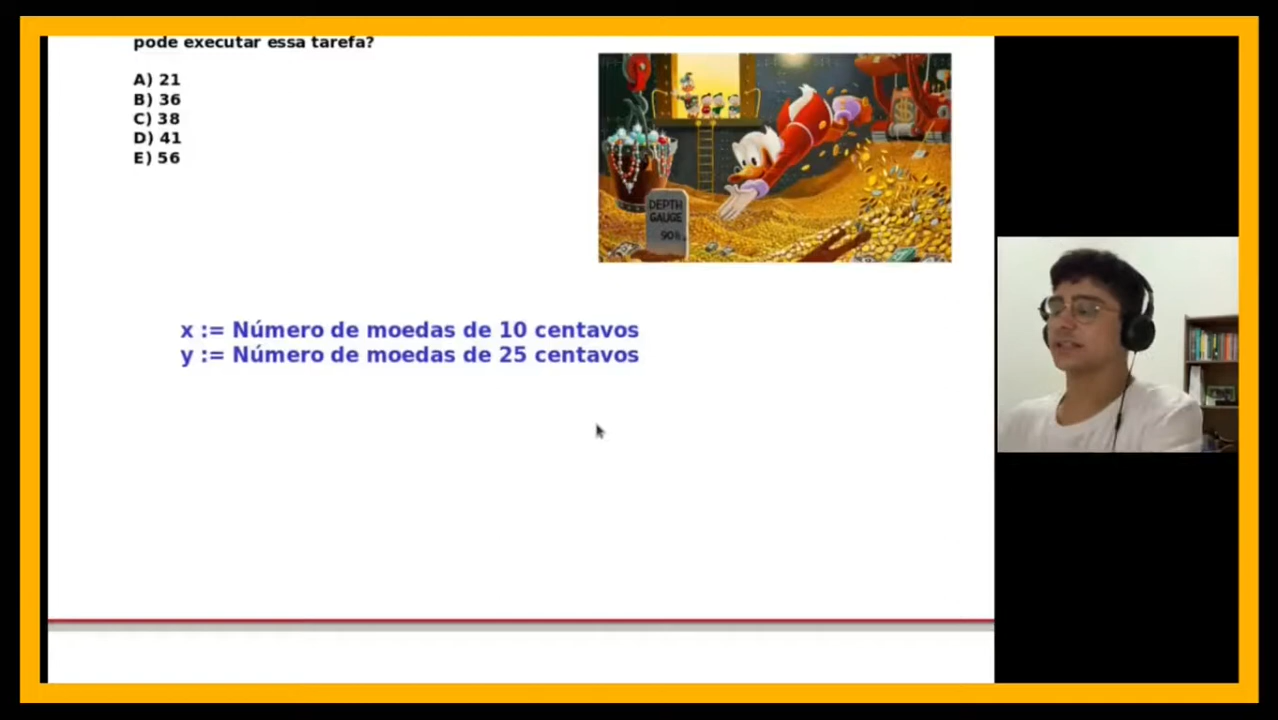 pode executar essa tarefa?
A) 21
B) 36
C) 38
D) 41
E) 56
DEPTH
GAUGE
x := Número de moedas de 10 centavos
y := Número de moedas de 25 centavos